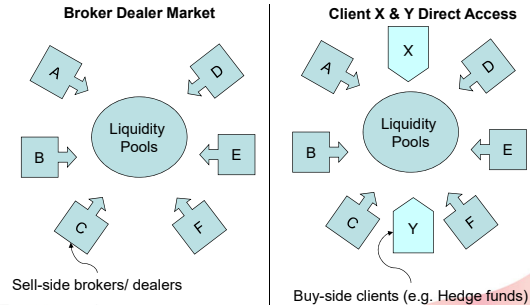 Broker Dealer Market
A
D
Liquidity
Pools
B
E
C
F
Sell-side brokers/ dealers
Client X & Y Direct Access
X
A
D
Liquidity
Pools
B
E
C
Y
F
Buy-side clients (e.g. Hedge funds)